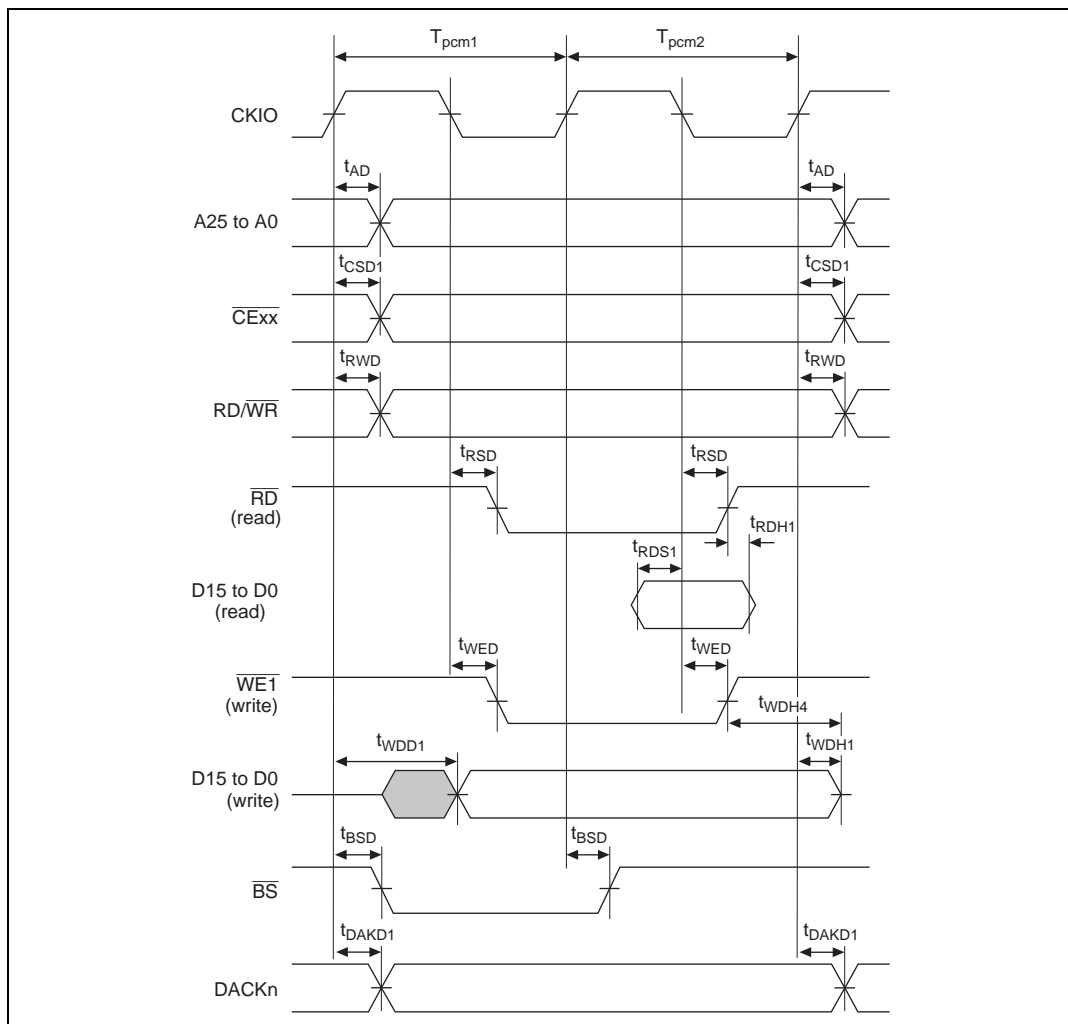 Tpcm1 Tpcm2
CKIO
tAD tAD
A25 to A0
tCSD1 tCSD1
CExx
tRWD tRWD
RD/WR
tRSD tRSD
RD
(read)
tRDH1
tRDS1
D15 to D0
(read)
tWED tWED
WE1
(write)
tWDH4
tWDD1 tWDH1
D15 to D0
(write)
tBSD tBSD
BS
tDAKD1 tDAKD1
DACKn